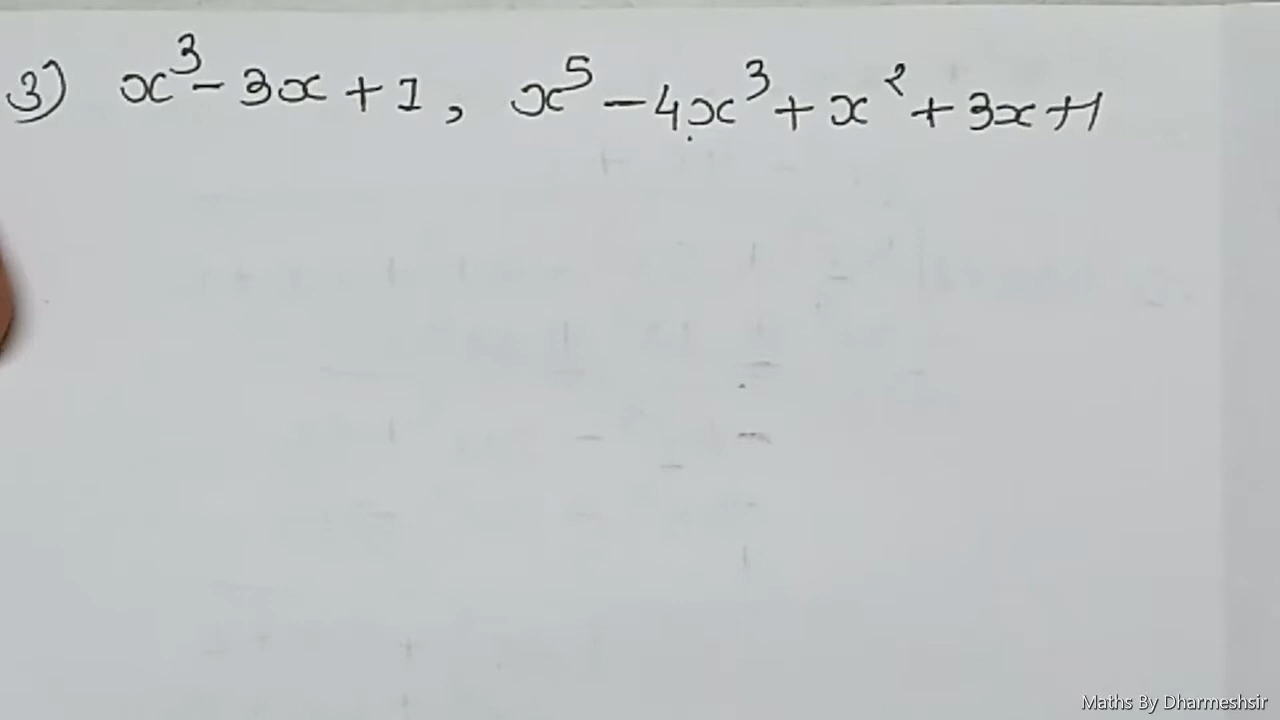 3) x³ - 3x + 1, x⁵ - 4x³ + x² + 3x + 1
Maths By Dharmeshsir